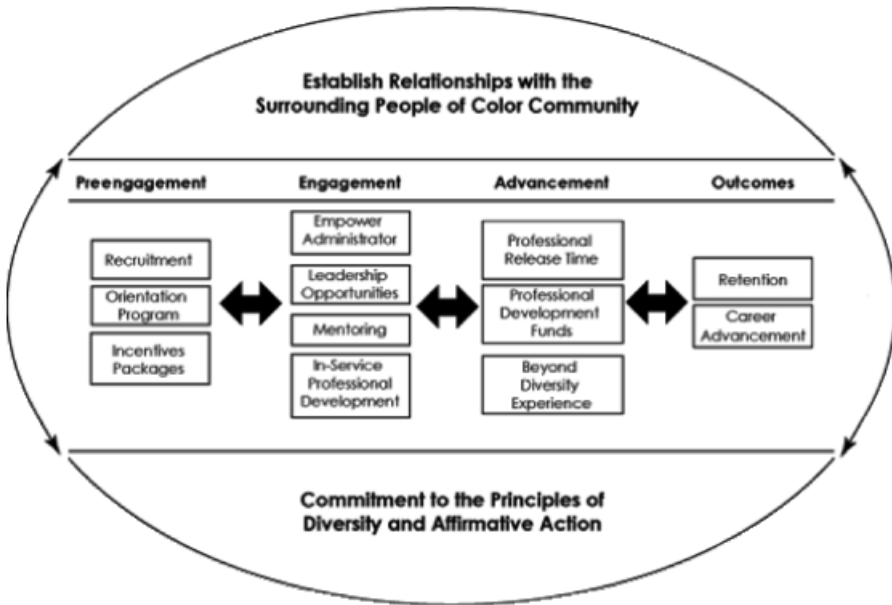 Establish Relationships with the
Surrounding People of Color Community
Preengagement
Engagement
Advancement
Outcomes
Recruitment
Orientation
Program
Incentives
Packages
Empower
Administrator
Leadership
Opportunities
Mentoring
In-Service
Professional
Development
Professional
Release Time
Professional
Development
Funds
Beyond
Diversity
Experience
Retention
Career
Advancement
Commitment to the Principles of
Diversity and Affirmative Action